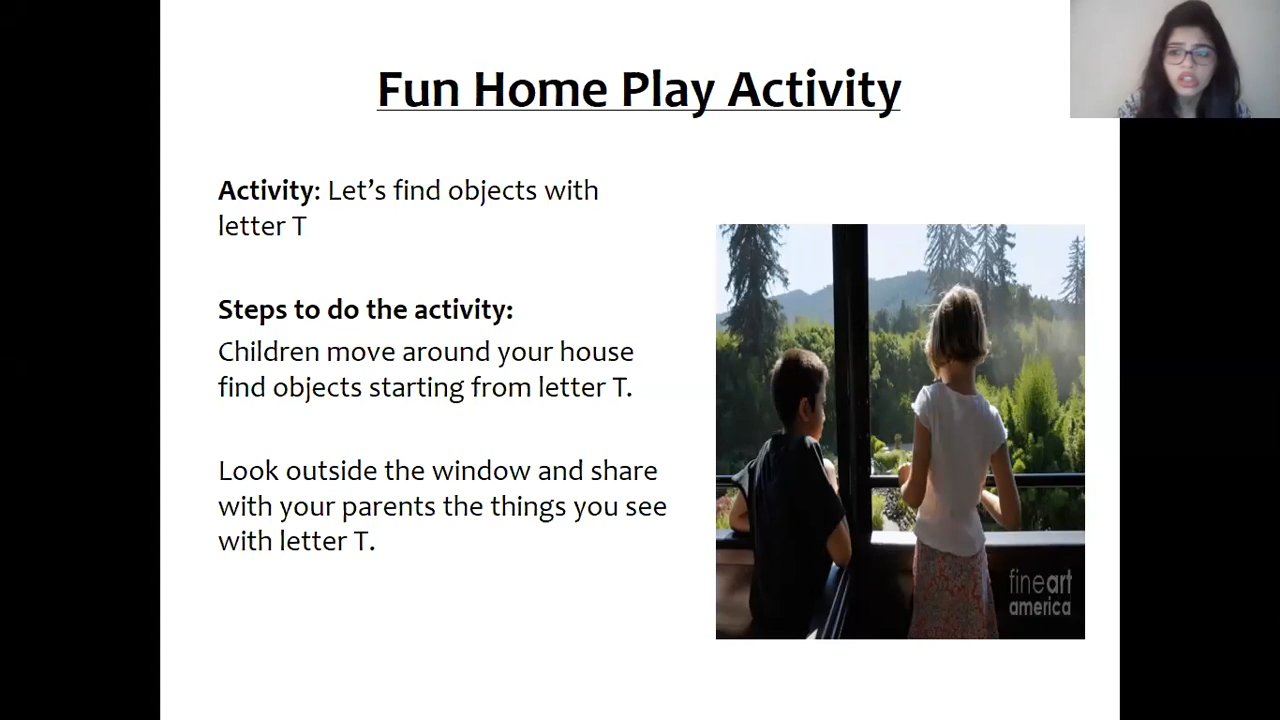 Fun Home Play Activity
Activity: Let’s find objects with
letter T
Steps to do the activity:
Children move around your house
find objects starting from letter T.
Look outside the window and share
with your parents the things you see
with letter T.
fineart
america